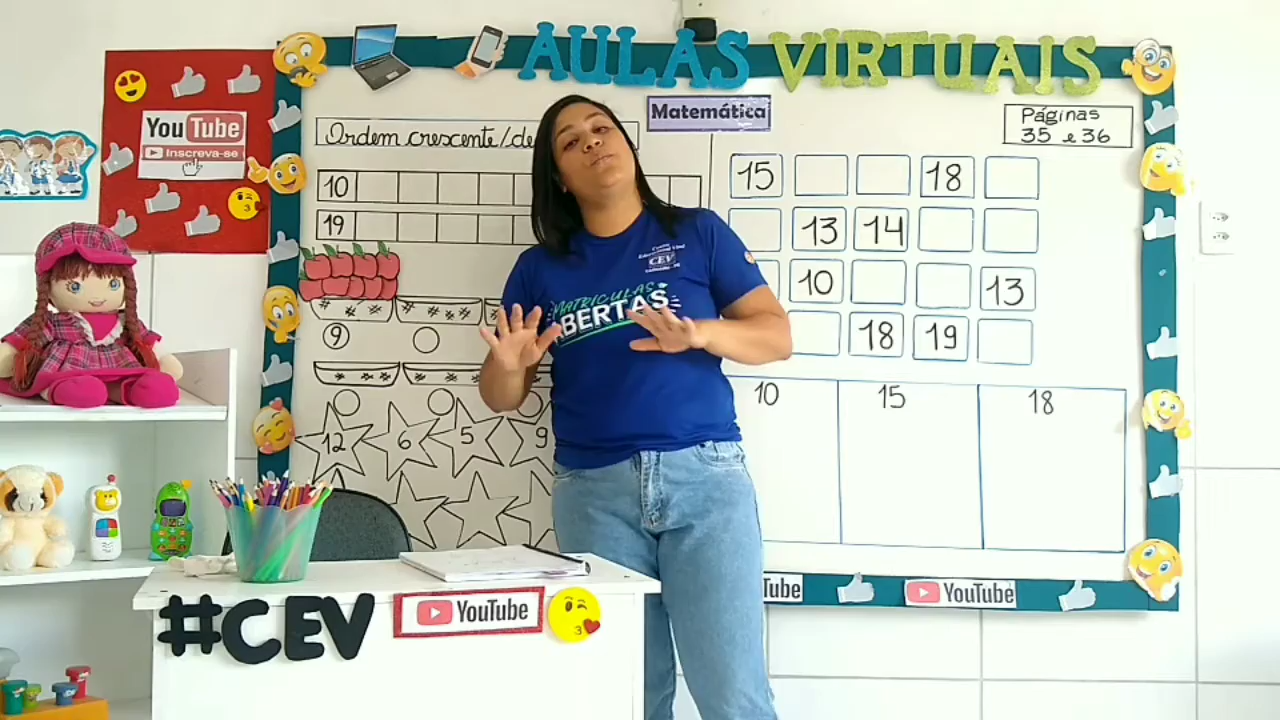 AULAS VIRTUAIS
You Tube
Inscreva-se
Matemática
Páginas
35 e 36
Ordem crescente/de
10
19
9
12 6 5 9
15 18
13 14
10 13
18 19
10 15 18
CEV
MATRÍCULAS
ABERTAS
YouTube
#CEV
YouTube